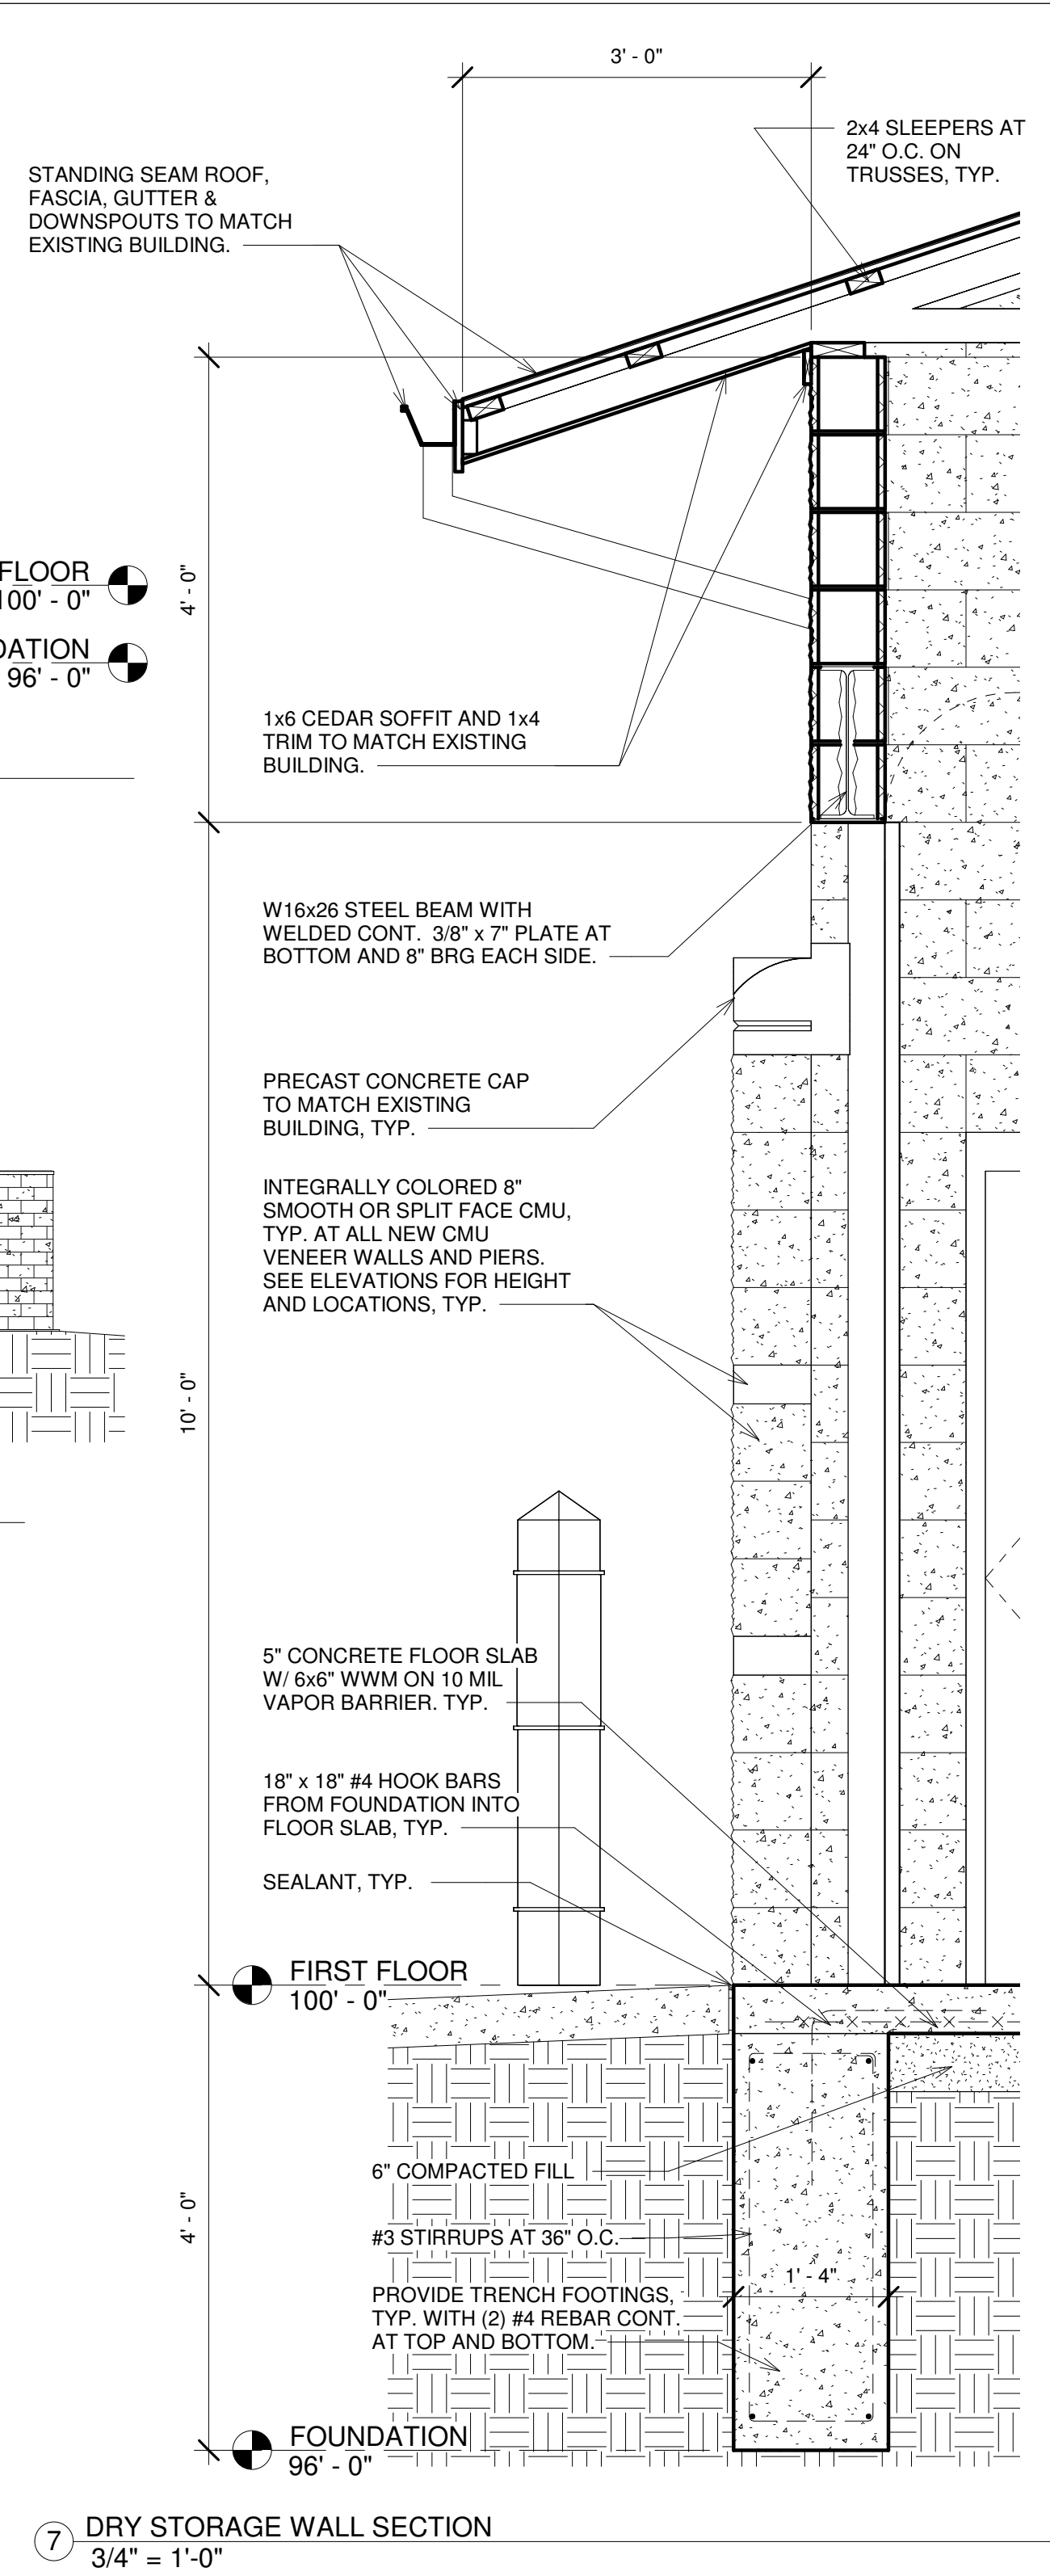 3' - 0"
2x4 SLEEPERS AT
24" O.C. ON
TRUSSES, TYP.
STANDING SEAM ROOF,
FASCIA, GUTTER &
DOWNSPOUTS TO MATCH
EXISTING BUILDING.
4' - 0"
FLOOR
100' - 0"
DATION
96' - 0"
1x6 CEDAR SOFFIT AND 1x4
TRIM TO MATCH EXISTING
BUILDING.
W16x26 STEEL BEAM WITH
WELDED CONT. 3/8" x 7" PLATE AT
BOTTOM AND 8" BRG EACH SIDE.
PRECAST CONCRETE CAP
TO MATCH EXISTING
BUILDING, TYP.
INTEGRALLY COLORED 8"
SMOOTH OR SPLIT FACE CMU,
TYP. AT ALL NEW CMU
VENEER WALLS AND PIERS.
SEE ELEVATIONS FOR HEIGHT
AND LOCATIONS, TYP.
10' - 0"
5" CONCRETE FLOOR SLAB
W/ 6x6" WWM ON 10 MIL
VAPOR BARRIER. TYP.
18" x 18" #4 HOOK BARS
FROM FOUNDATION INTO
FLOOR SLAB, TYP.
SEALANT, TYP.
FIRST FLOOR
100' - 0"
6" COMPACTED FILL
4' - 0"
#3 STIRRUPS AT 36" O.C.
1' - 4"
PROVIDE TRENCH FOOTINGS,
TYP. WITH (2) #4 REBAR CONT.
AT TOP AND BOTTOM.
FOUNDATION
96' - 0"
7
DRY STORAGE WALL SECTION
3/4" = 1'-0"